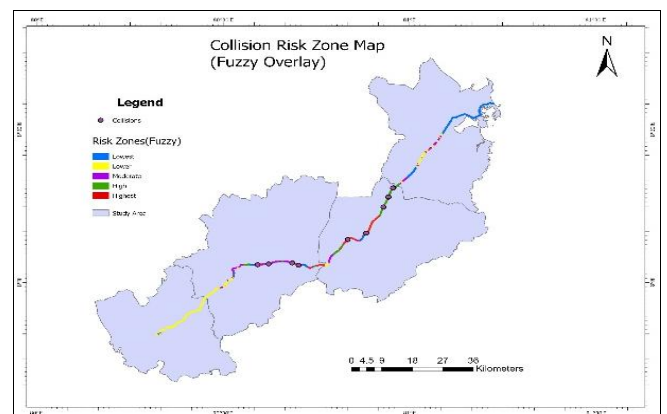 Collision Risk Zone Map
(Fuzzy Overlay)
N
Legend
Collisions
Risk Zones(Fuzzy)
Lowest
Lower
Moderate
High
Highest
Study Area
0 4.5 9 18 27 36
Kilometers